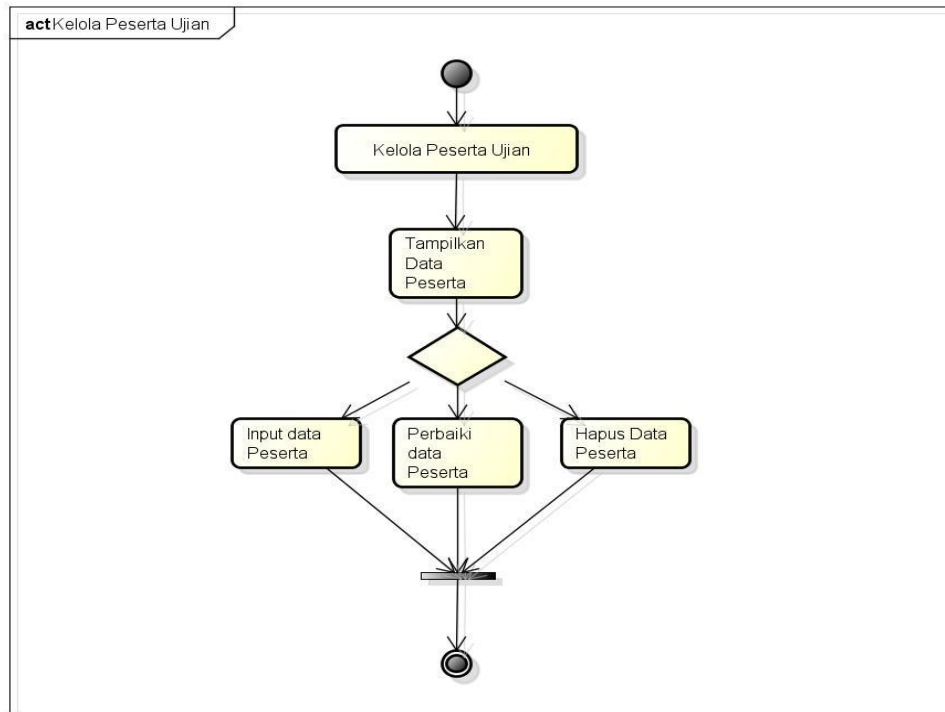 act Kelola Peserta Ujian
Kelola Peserta Ujian
Tampilkan
Data
Peserta
Input data
Peserta
Perbaiki
data
Peserta
Hapus Data
Peserta